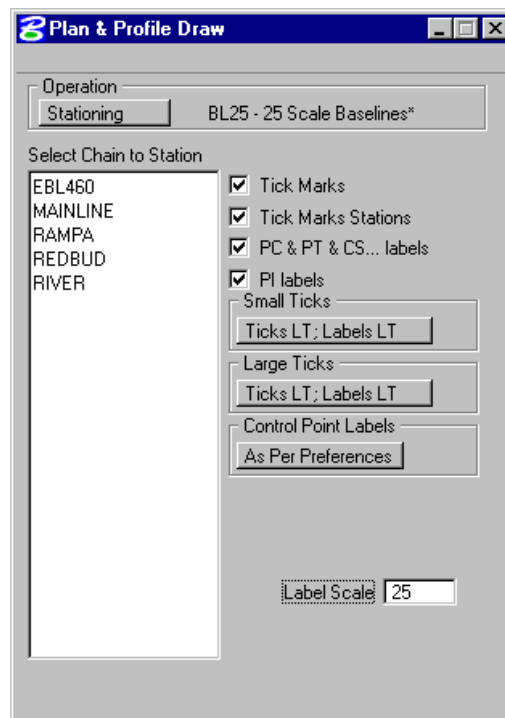 Plan & Profile Draw
Operation
Stationing BL25 - 25 Scale Baselines*
Select Chain to Station
EBL460
MAINLINE
RAMPA
REDBUD
RIVER
Tick Marks
Tick Marks Stations
PC & PT & CS... labels
PI labels
Small Ticks
Ticks LT; Labels LT
Large Ticks
Ticks LT; Labels LT
Control Point Labels
As Per Preferences
Label Scale 25